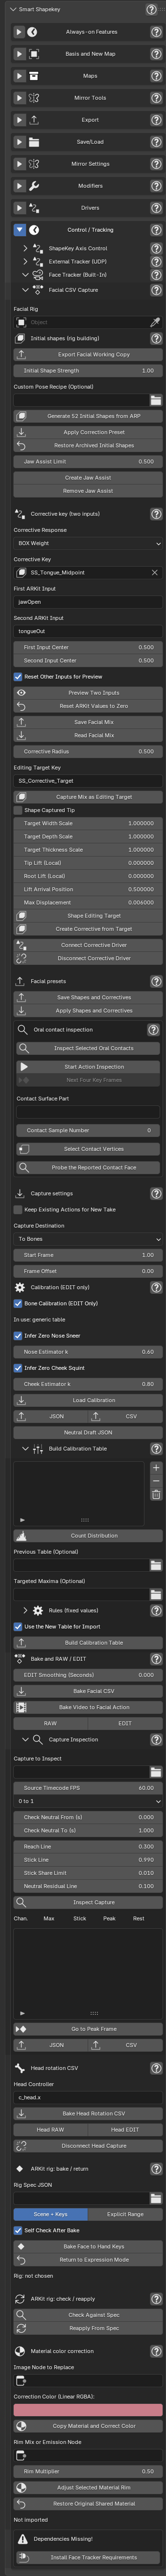 Smart Shapekey
Always-on Features
Basis and New Map
Maps
Mirror Tools
Export
Save/Load
Mirror Settings
Modifiers
Drivers
Control / Tracking
ShapeKey Axis Control
External Tracker (UDP)
Face Tracker (Built-In)
Facial CSV Capture
Facial Rig
Object
Initial shapes (rig building)
Export Facial Working Copy
Initial Shape Strength 1.00
Custom Pose Recipe (Optional)
Generate 52 Initial Shapes from ARP
Apply Correction Preset
Restore Archived Initial Shapes
Jaw Assist Limit 0.500
Create Jaw Assist
Remove Jaw Assist
Corrective key (two inputs)
Corrective Response
BOX Weight
Corrective Key
SS_Tongue_Midpoint
First ARKit Input
jawOpen
Second ARKit Input
tongueOut
First Input Center 0.500
Second Input Center 0.500
Reset Other Inputs for Preview
Preview Two Inputs
Reset ARKit Values to Zero
Save Facial Mix
Read Facial Mix
Corrective Radius 0.500
Editing Target Key
SS_Corrective_Target
Capture Mix as Editing Target
Shape Captured Tip
Target Width Scale 1.000000
Target Depth Scale 1.000000
Target Thickness Scale 1.000000
Tip Lift (Local) 0.000000
Root Lift (Local) 0.000000
Lift Arrival Position 0.500000
Max Displacement 0.006000
Shape Editing Target
Create Corrective from Target
Connect Corrective Driver
Disconnect Corrective Driver
Facial presets
Save Shapes and Correctives
Apply Shapes and Correctives
Oral contact inspection
Inspect Selected Oral Contacts
Start Action Inspection
Next Four Key Frames
Contact Surface Part
Contact Sample Number 0
Select Contact Vertices
Probe the Reported Contact Face
Capture settings
Keep Existing Actions for New Take
Capture Destination
To Bones
Start Frame 1.00
Frame Offset 0.00
Calibration (EDIT only)
Bone Calibration (EDIT Only)
In use: generic table
Infer Zero Nose Sneer
Nose Estimator k 0.60
Infer Zero Cheek Squint
Cheek Estimator k 0.80
Load Calibration
JSON CSV
Neutral Draft JSON
Build Calibration Table
Count Distribution
Previous Table (Optional)
Targeted Maxima (Optional)
Rules (fixed values)
Use the New Table for Import
Build Calibration Table
Bake and RAW / EDIT
EDIT Smoothing (Seconds) 0.000
Bake Facial CSV
Bake Video to Facial Action
RAW EDIT
Capture Inspection
Capture to Inspect
Source Timecode FPS 60.00
0 to 1
Check Neutral From (s) 0.000
Check Neutral To (s) 1.000
Reach Line 0.300
Stick Line 0.990
Stick Share Limit 0.010
Neutral Residual Line 0.100
Inspect Capture
Chan. Max Stick Peak Rest
Go to Peak Frame
JSON CSV
Head rotation CSV
Head Controller
c_head.x
Bake Head Rotation CSV
Head RAW Head EDIT
Disconnect Head Capture
ARKit rig: bake / return
Rig Spec JSON
Scene + Keys Explicit Range
Self Check After Bake
Bake Face to Hand Keys
Return to Expression Mode
Rig: not chosen
ARKit rig: check / reapply
Check Against Spec
Reapply From Spec
Material color correction
Image Node to Replace
Correction Color (Linear RGBA):
Copy Material and Correct Color
Rim Mix or Emission Node
Rim Multiplier 0.50
Adjust Selected Material Rim
Restore Original Shared Material
Not imported
Dependencies Missing!
Install Face Tracker Requirements